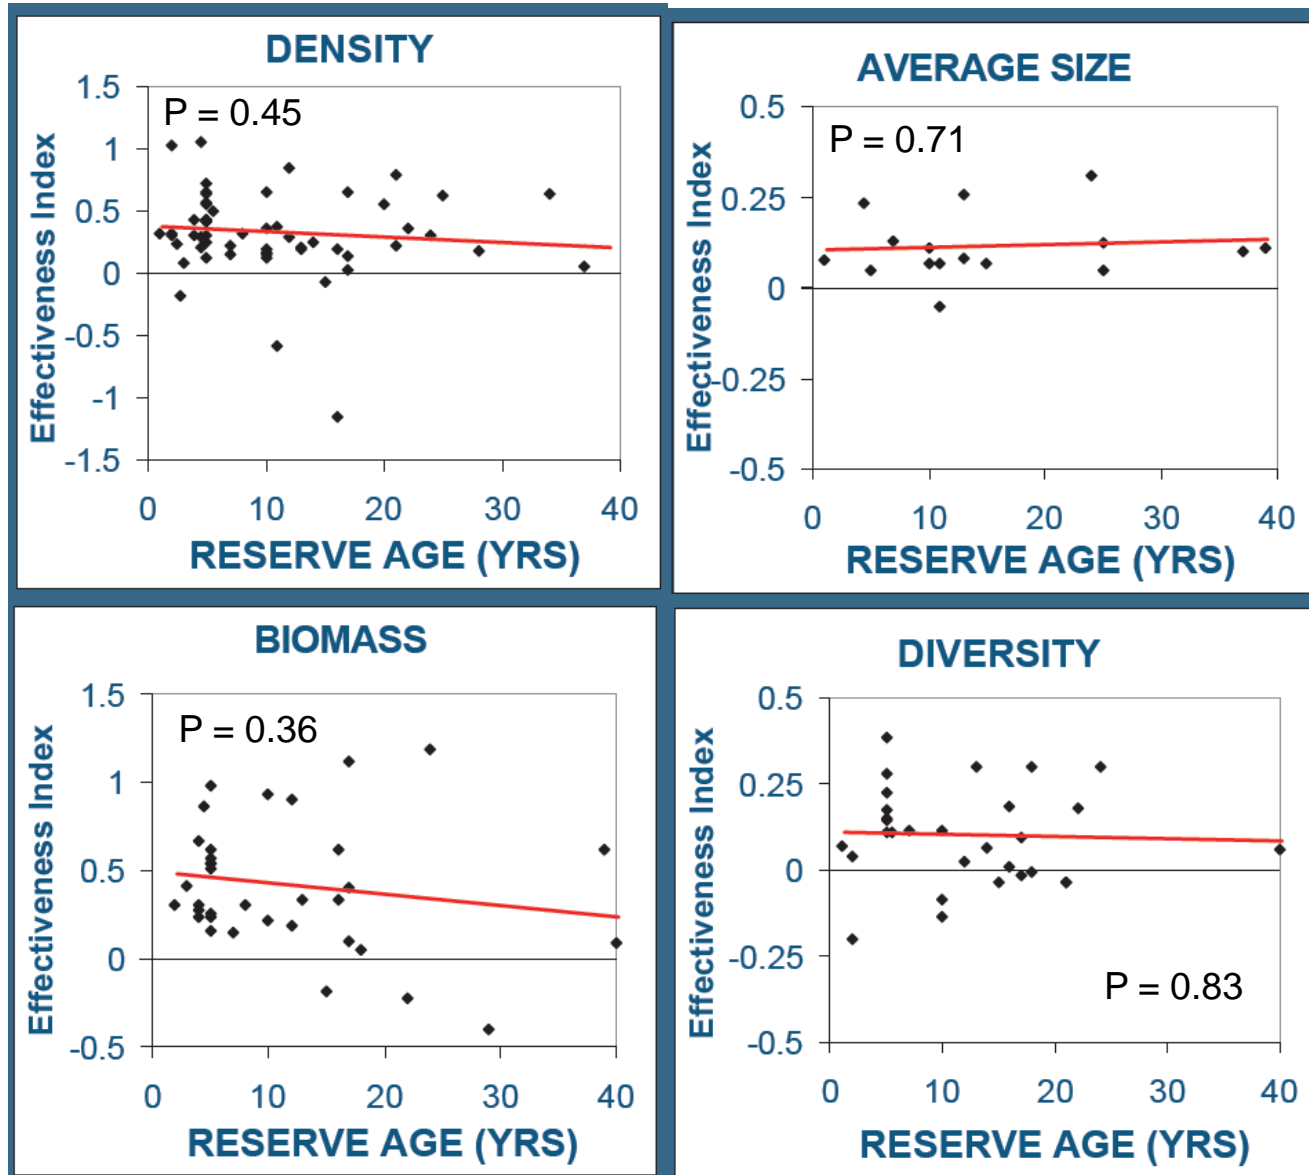 DENSITY
P = 0.45
Effectiveness Index
1.5
1
0.5
0
-0.5
-1
-1.5
0 10 20 30 40
RESERVE AGE (YRS)
AVERAGE SIZE
P = 0.71
Effectiveness Index
0.5
0.25
0
-0.25
-0.5
0 10 20 30 40
RESERVE AGE (YRS)
BIOMASS
P = 0.36
Effectiveness Index
1.5
1
0.5
0
-0.5
0 10 20 30 40
RESERVE AGE (YRS)
DIVERSITY
P = 0.83
Effectiveness Index
0.5
0.25
0
-0.25
-0.5
0 10 20 30 40
RESERVE AGE (YRS)